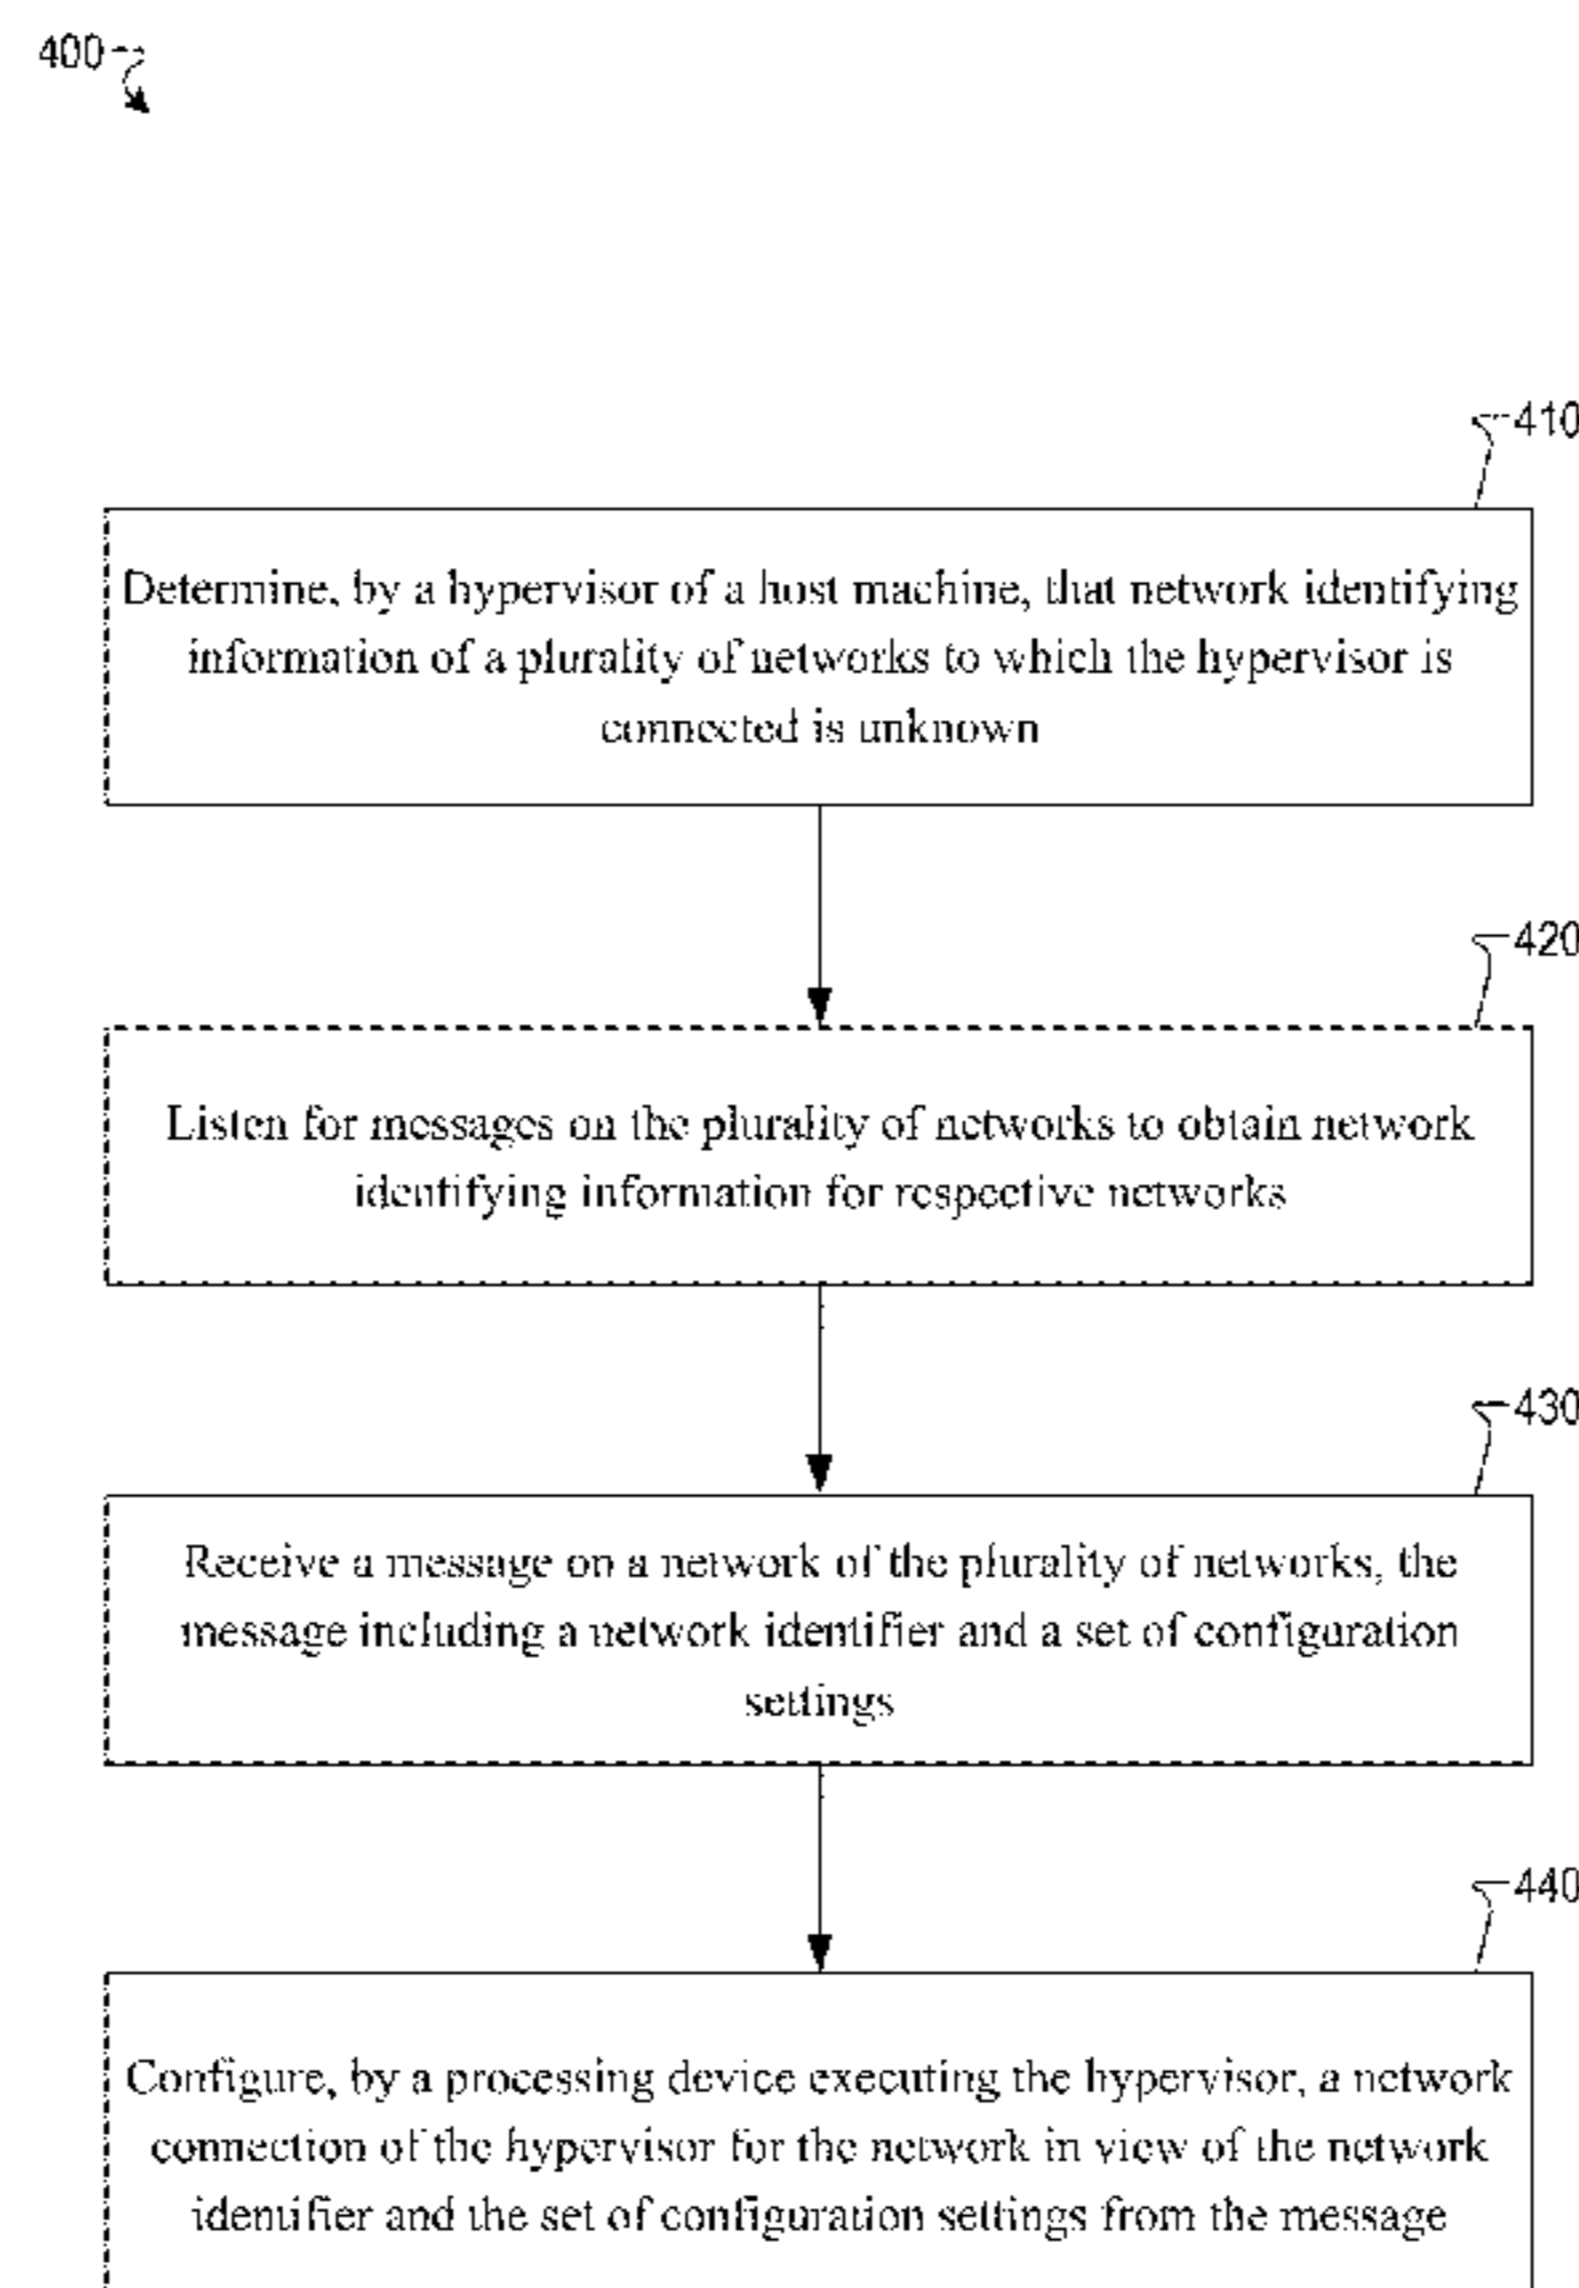 400
410
Determine, by a hypervisor of a host machine, that network identifying
information of a plurality of networks to which the hypervisor is
connected is unknown
420
Listen for messages on the plurality of networks to obtain network
identifying information for respective networks
430
Receive a message on a network of the plurality of networks, the
message including a network identifier and a set of configuration
settings
440
Configure, by a processing device executing the hypervisor, a network
connection of the hypervisor for the network in view of the network
identifier and the set of configuration settings from the message